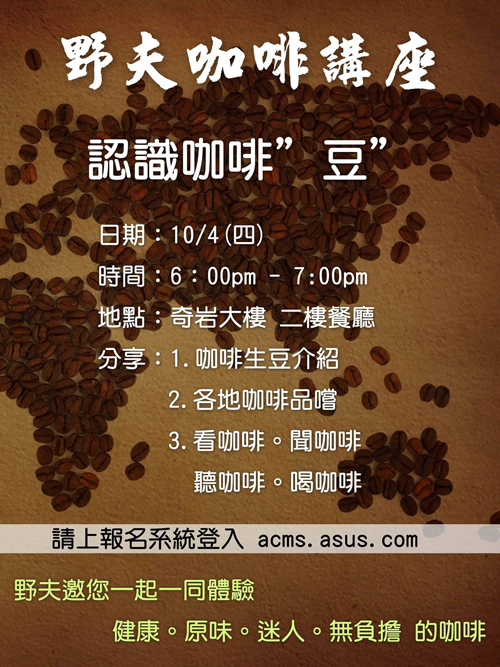 野夫咖啡講座
認識咖啡”豆”
日期：10/4(四)
時間：6：00pm - 7:00pm
地點：奇岩大樓 二樓餐廳
分享：1.咖啡生豆介紹
2.各地咖啡品嚐
3.看咖啡。聞咖啡
聽咖啡。喝咖啡
請上報名系統登入 acms.asus.com
野夫邀您一起一同體驗
健康。原味。迷人。無負擔 的咖啡